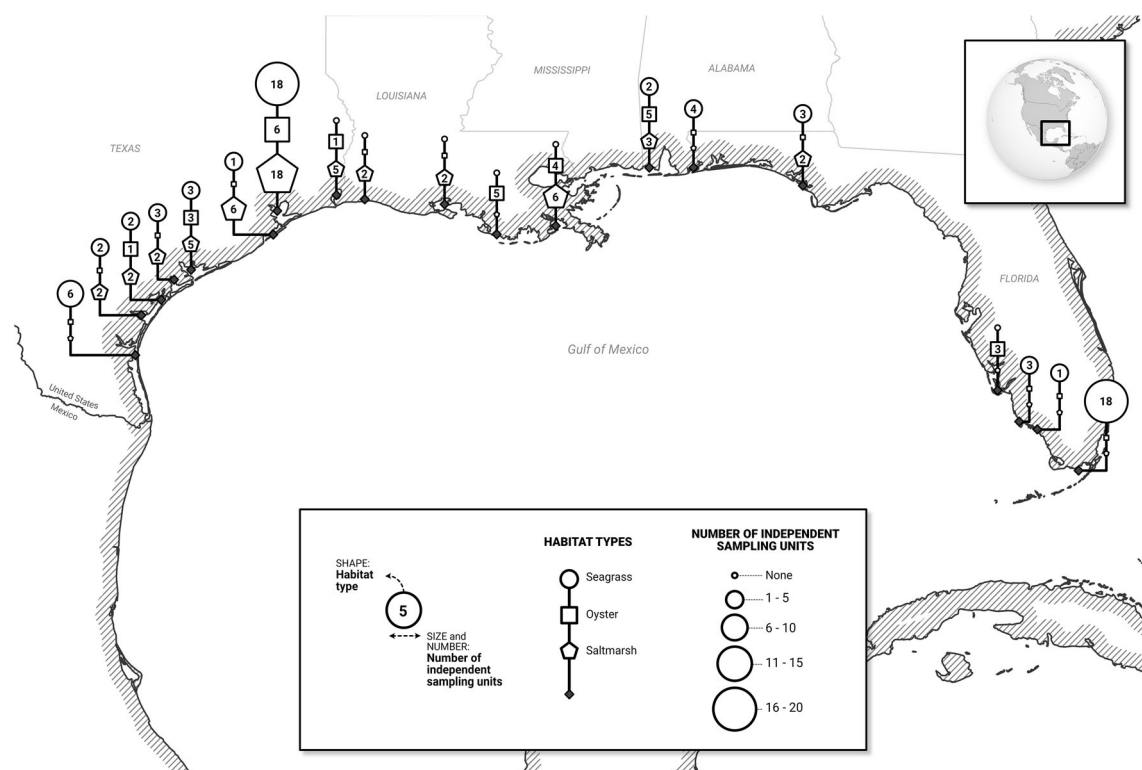 MISSISSIPPI
ALABAMA
LOUISIANA
TEXAS
FLORIDA
Gulf of Mexico
United States
Mexico
6
2
2
2
1
2
3
2
3
3
5
1
6
18
6
18
1
5
2
2
5
4
6
2
5
3
4
3
2
3
3
1
18
SHAPE:
Habitat
type
5
SIZE and
NUMBER:
Number of
independent
sampling units
HABITAT TYPES
Seagrass
Oyster
Saltmarsh
NUMBER OF INDEPENDENT
SAMPLING UNITS
None
1 - 5
6 - 10
11 - 15
16 - 20